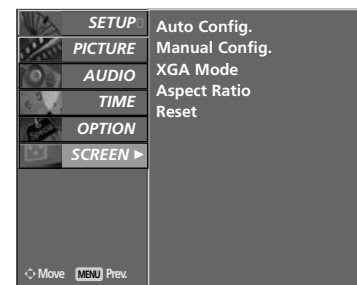 SETUP
PICTURE
AUDIO
TIME
OPTION
SCREEN ►
Auto Config.
Manual Config.
XGA Mode
Aspect Ratio
Reset
Move MENU Prev.